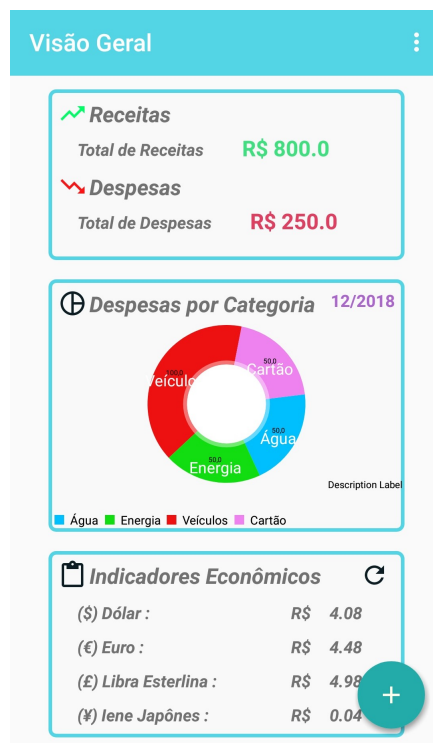 Visão Geral
Receitas
Total de Receitas R$ 800.0
Despesas
Total de Despesas R$ 250.0
Despesas por Categoria 12/2018
50,0
Cartão
100,0
Veículos
50,0
Água
50,0
Energia
Description Label
Água Energia Veículos Cartão
Indicadores Econômicos
($) Dólar : R$ 4.08
(€) Euro : R$ 4.48
(£) Libra Esterlina : R$ 4.98
(¥) Iene Japônes : R$ 0.04
+